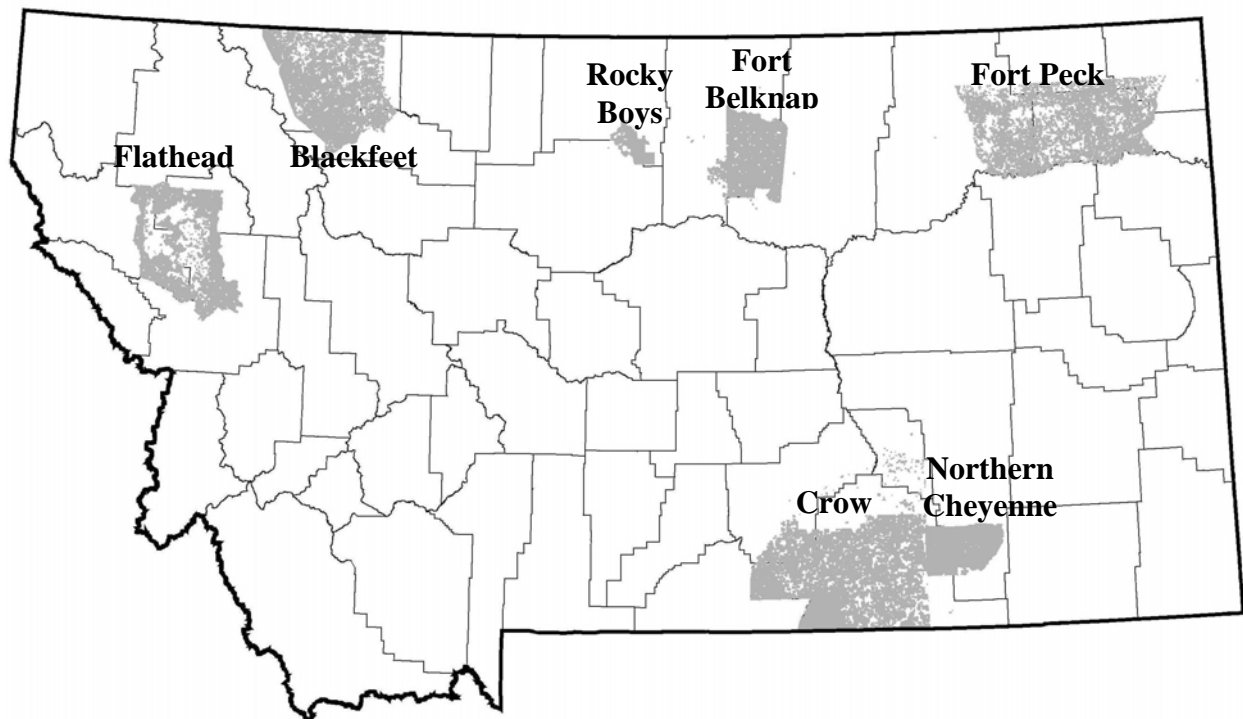 Rocky
Boys
Fort
Belknap
Fort Peck
Flathead
Blackfeet
Northern
Cheyenne
Crow